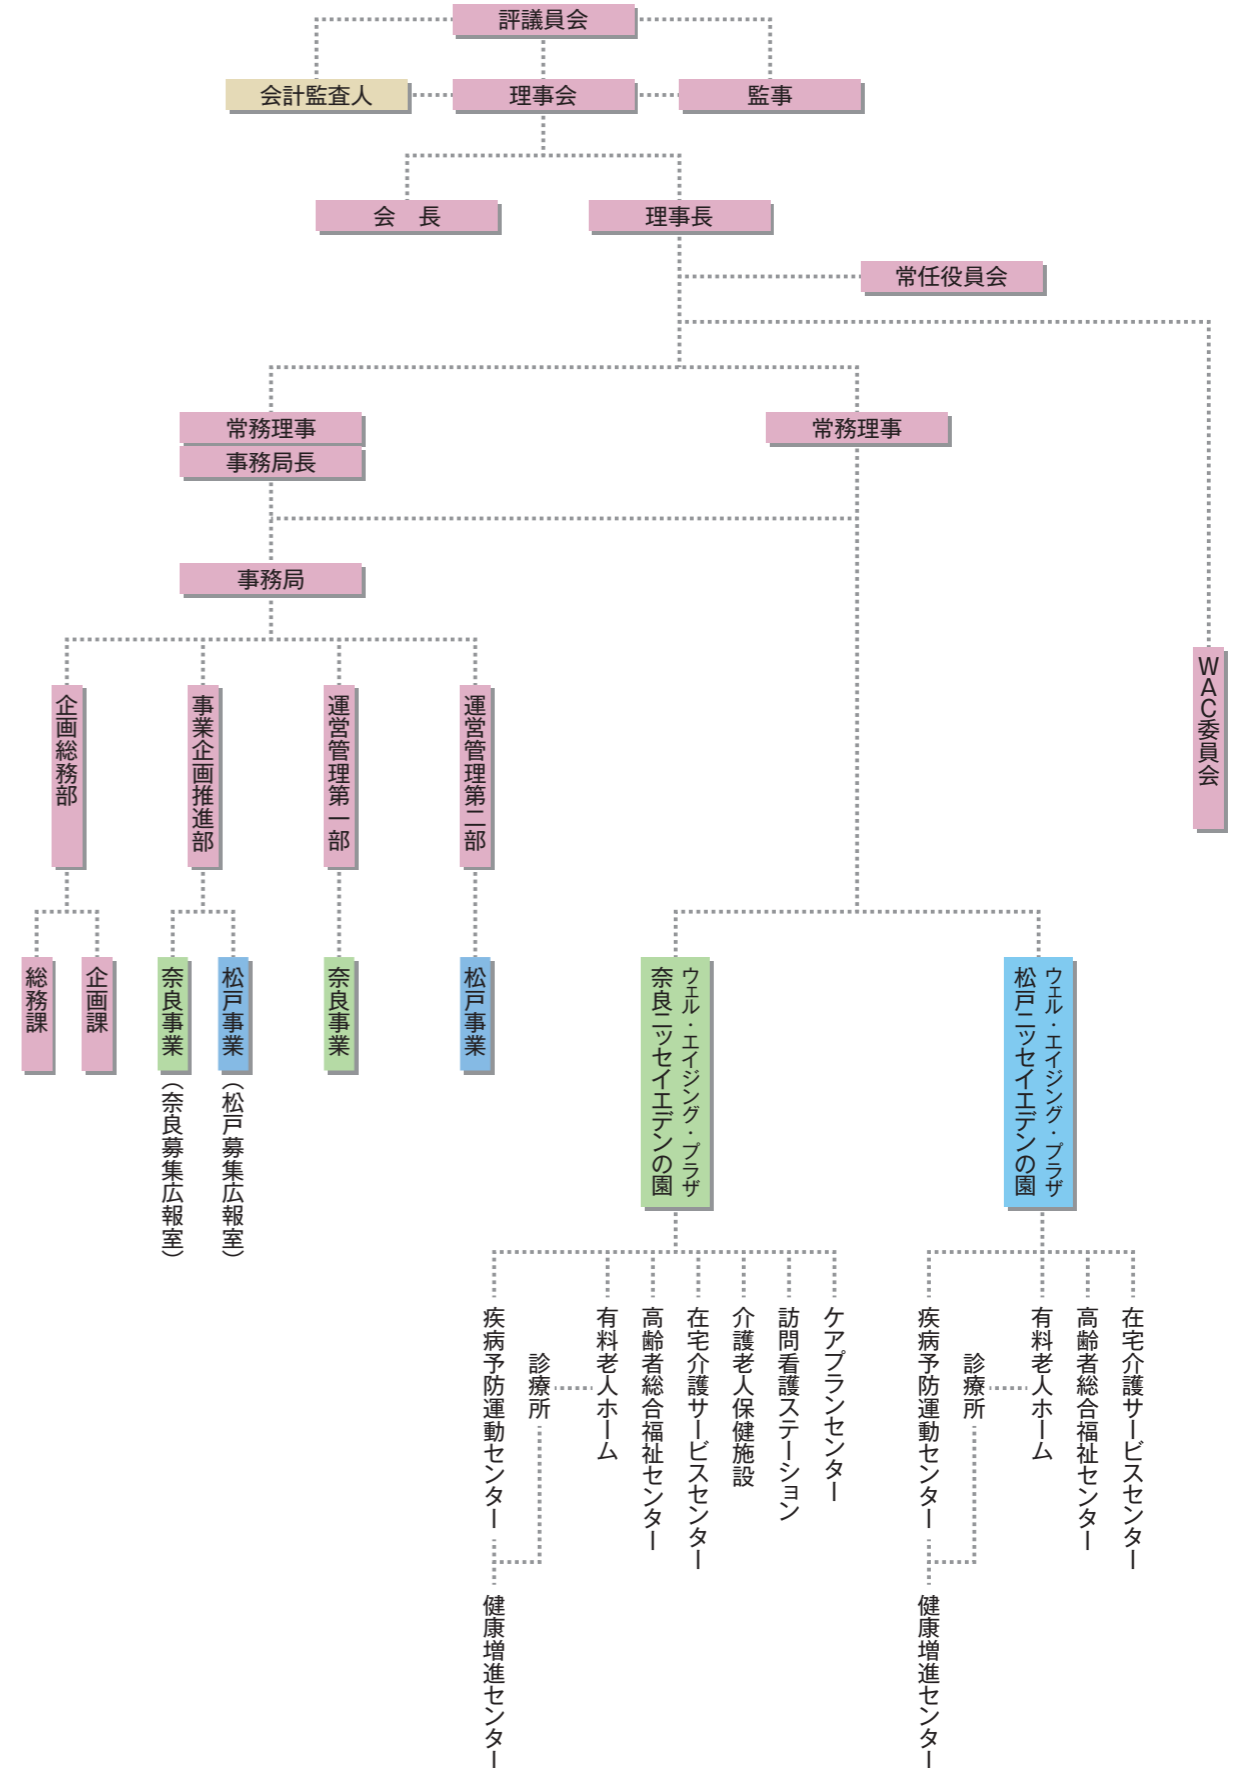 評議員会
会計監査人
理事会
監事
会　長
理事長
常任役員会
常務理事
事務局長
常務理事
事務局
WAC委員会
企画総務部
事業企画推進部
運営管理第一部
運営管理第二部
総務課
企画課
奈良事業
（奈良募集広報室）
松戸事業
（松戸募集広報室）
奈良事業
松戸事業
ウェル・エイジング・プラザ
奈良ニッセイエデンの園
ウェル・エイジング・プラザ
松戸ニッセイエデンの園
疾病予防運動センター
診療所
有料老人ホーム
高齢者総合福祉センター
在宅介護サービスセンター
介護老人保健施設
訪問看護ステーション
ケアプランセンター
健康増進センター
疾病予防運動センター
診療所
有料老人ホーム
高齢者総合福祉センター
在宅介護サービスセンター
健康増進センター